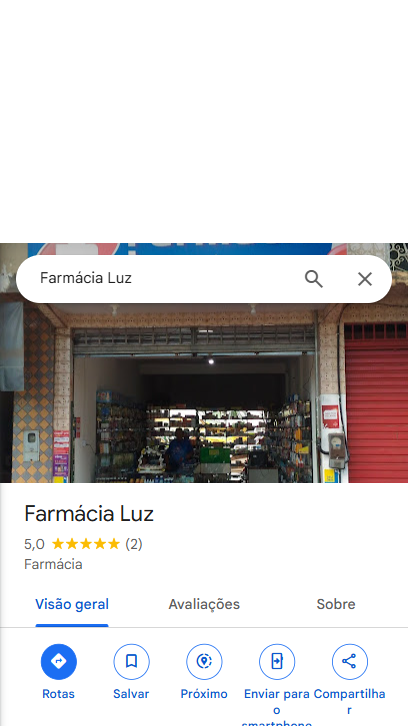 Farmácia Luz
Farmácia Luz
5,0 (2)
Farmácia
Visão geral
Avaliações
Sobre
Rotas
Salvar
Próximo
Enviar para o smartphone
Compartilhar